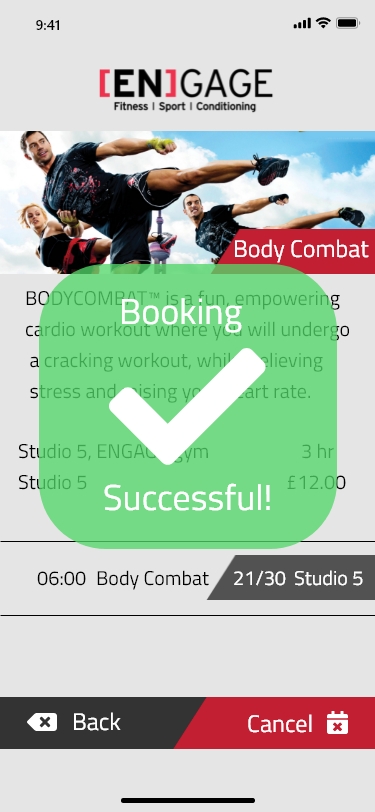 9:41
[EN]GAGE
Fitness | Sport | Conditioning
Body Combat
BODYCOMBAT™ is a fun, empowering
cardio workout where you will undergo
a cracking workout, while relieving
stress and raising your heart rate.
Studio 5, ENGAGE gym 3 hr
Studio 5 £12.00
Booking
Successful!
06:00 Body Combat 21/30 Studio 5
Back Cancel